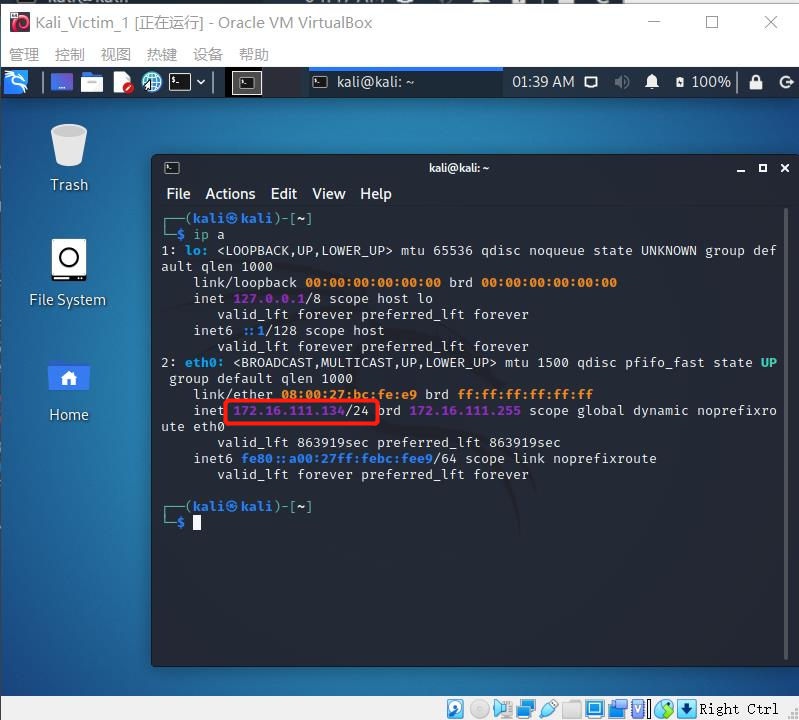 Kali_Victim_1 [正在运行] - Oracle VM VirtualBox
管理 控制 视图 热键 设备 帮助
kali@kali: ~ 01:39 AM 100%
Trash
File System
Home
kali@kali: ~
File Actions Edit View Help
┌──(kali㉿kali)-[~]
└─$ ip a
1: lo: <LOOPBACK,UP,LOWER_UP> mtu 65536 qdisc noqueue state UNKNOWN group def
ault qlen 1000
link/loopback 00:00:00:00:00:00 brd 00:00:00:00:00:00
inet 127.0.0.1/8 scope host lo
valid_lft forever preferred_lft forever
inet6 ::1/128 scope host
valid_lft forever preferred_lft forever
2: eth0: <BROADCAST,MULTICAST,UP,LOWER_UP> mtu 1500 qdisc pfifo_fast state UP
group default qlen 1000
link/ether 08:00:27:bc:fe:e9 brd ff:ff:ff:ff:ff:ff
inet 172.16.111.134/24 brd 172.16.111.255 scope global dynamic noprefixro
ute eth0
valid_lft 863919sec preferred_lft 863919sec
inet6 fe80::a00:27ff:febc:fee9/64 scope link noprefixroute
valid_lft forever preferred_lft forever
┌──(kali㉿kali)-[~]
└─$
Right Ctrl